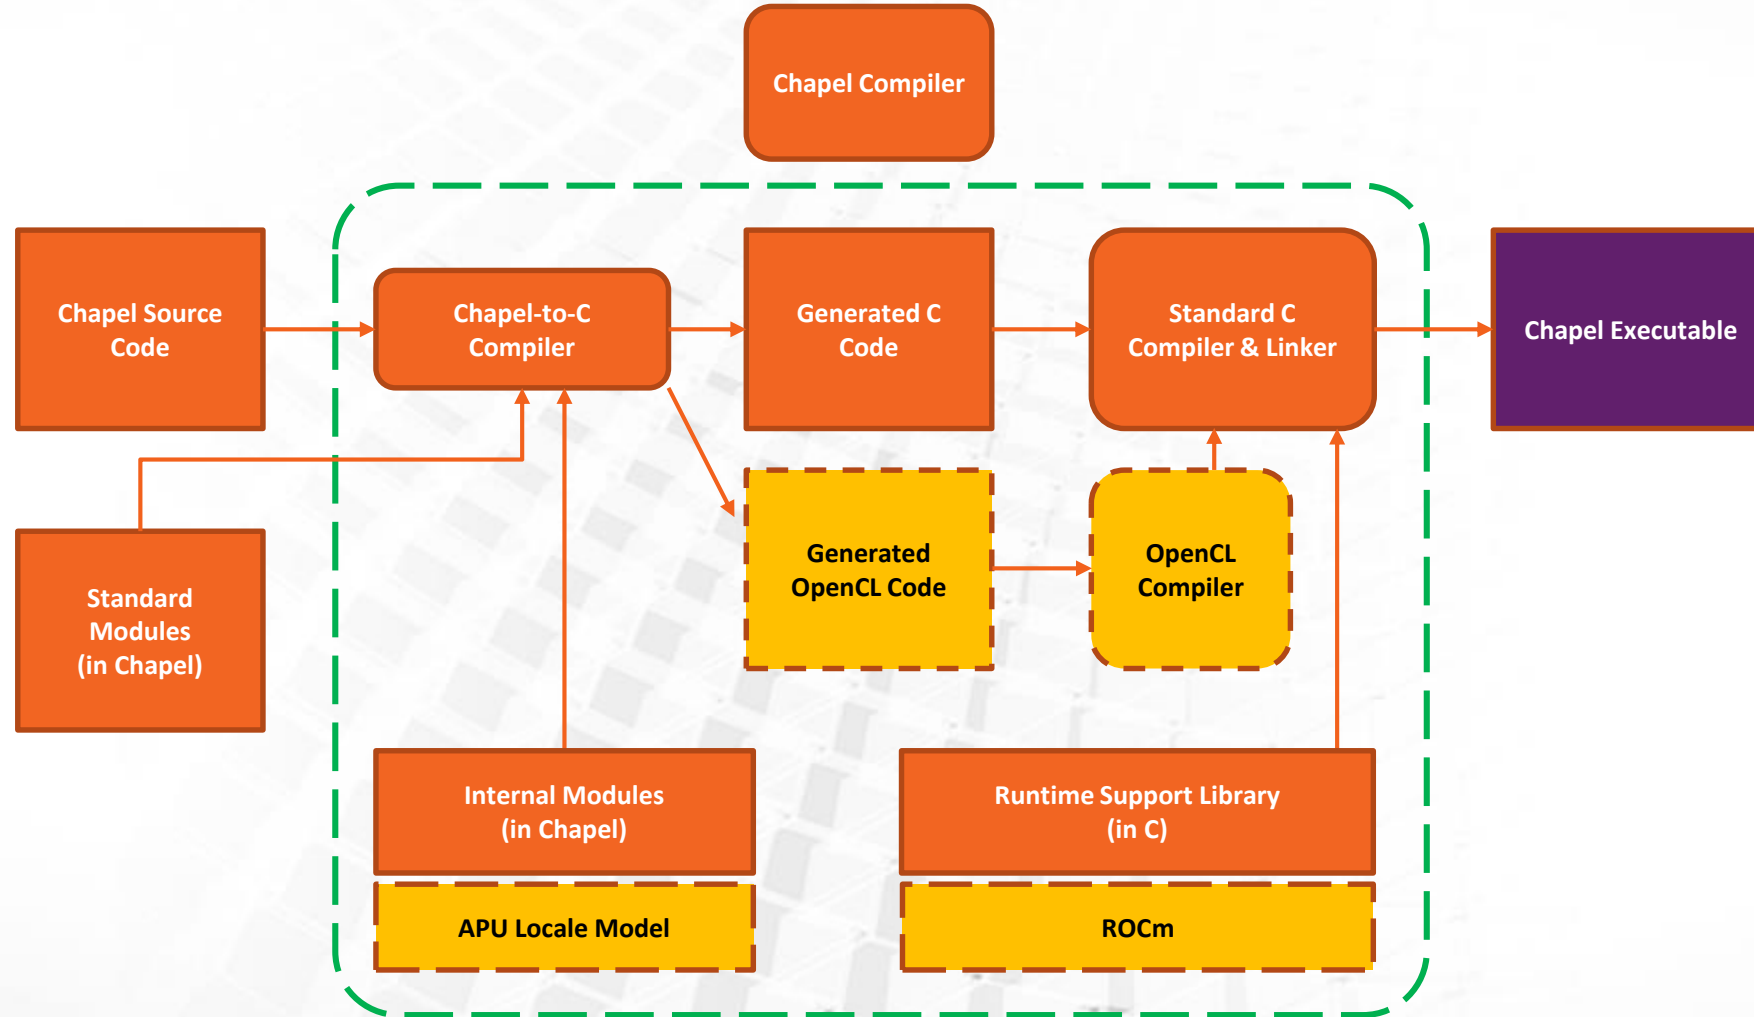 Chapel Compiler
Chapel Source
Code
Chapel-to-C
Compiler
Generated C
Code
Standard C
Compiler & Linker
Chapel Executable
Generated
OpenCL Code
OpenCL
Compiler
Standard
Modules
(in Chapel)
Internal Modules
(in Chapel)
Runtime Support Library
(in C)
APU Locale Model
ROCm